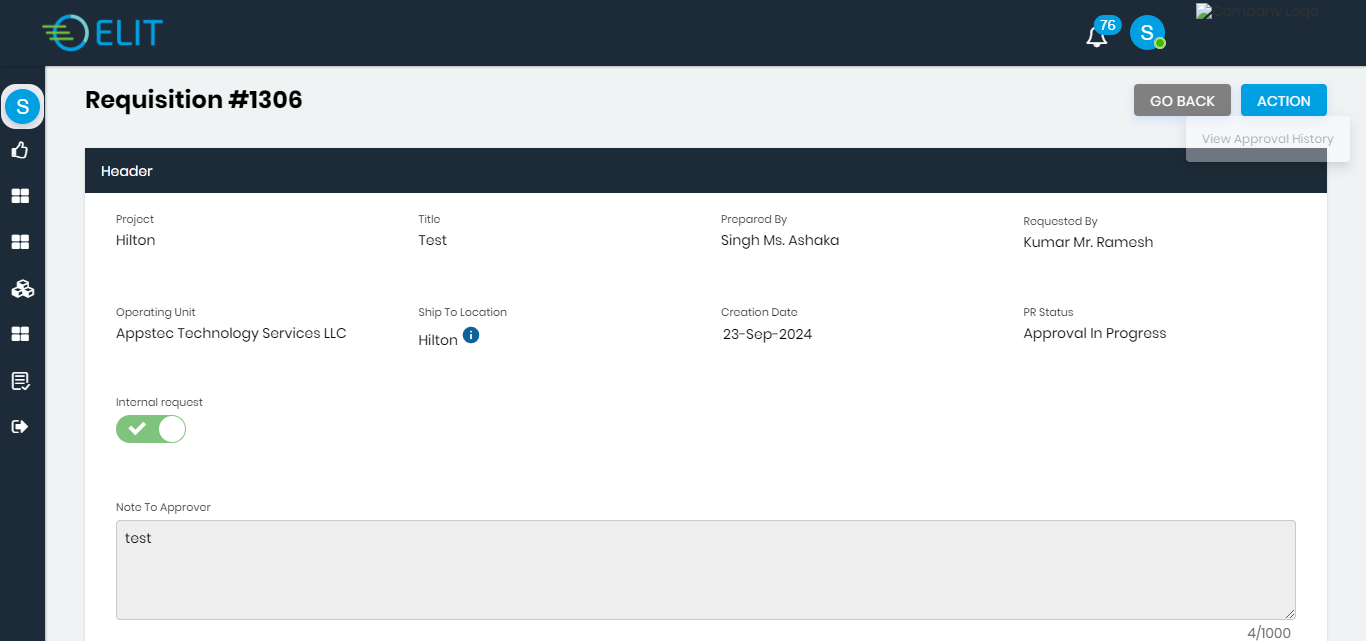 ELIT
76
S
Company Logo
S
Requisition #1306
GO BACK
ACTION
View Approval History
Header
Project
Hilton
Title
Test
Prepared By
Singh Ms. Ashaka
Requested By
Kumar Mr. Ramesh
Operating Unit
Appstec Technology Services LLC
Ship To Location
Hilton
Creation Date
23-Sep-2024
PR Status
Approval In Progress
Internal request
Note To Approver
test
4/1000